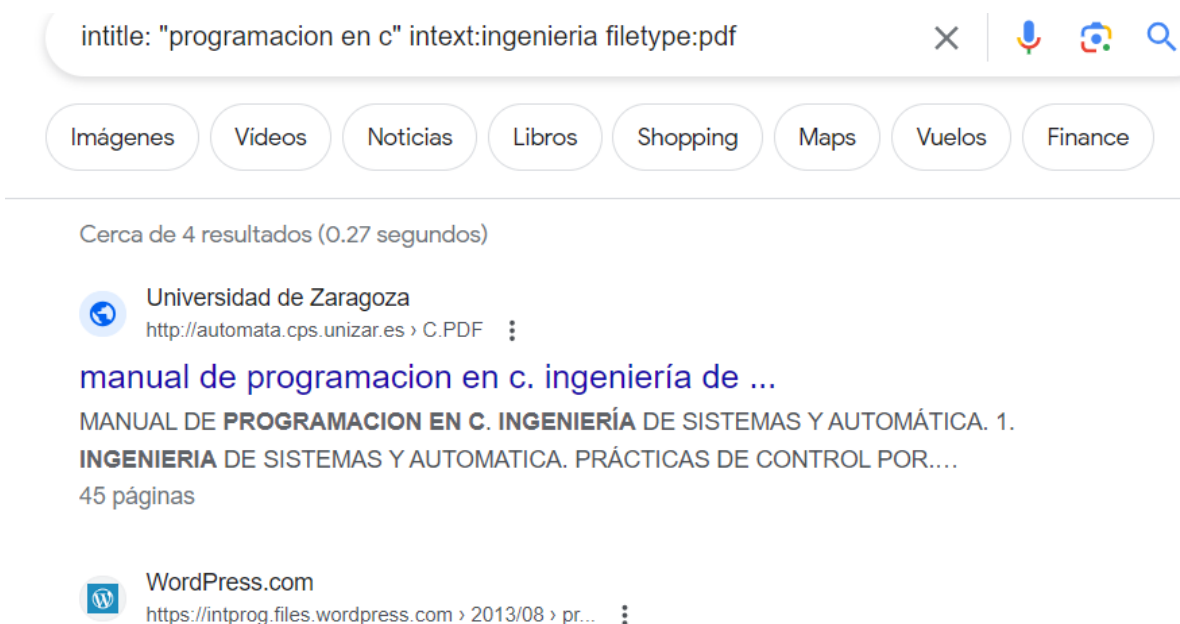 intitle: "programacion en c" intext:ingenieria filetype:pdf
Imágenes Vídeos Noticias Libros Shopping Maps Vuelos Finance
Cerca de 4 resultados (0.27 segundos)
Universidad de Zaragoza
http://automata.cps.unizar.es › C.PDF
manual de programacion en c. ingeniería de ...
MANUAL DE PROGRAMACION EN C. INGENIERÍA DE SISTEMAS Y AUTOMÁTICA. 1.
INGENIERIA DE SISTEMAS Y AUTOMATICA. PRÁCTICAS DE CONTROL POR.…
45 páginas
WordPress.com
https://intprog.files.wordpress.com › 2013/08 › pr...